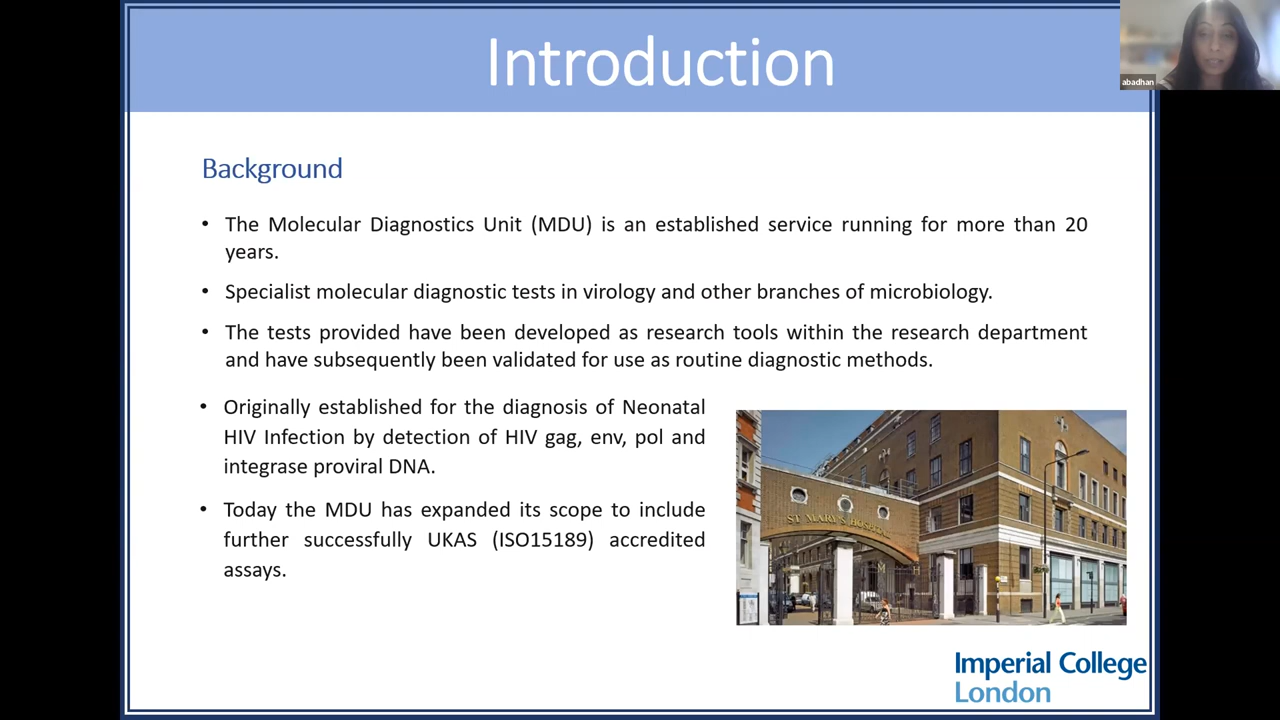 Introduction
abadhan
Background
• The Molecular Diagnostics Unit (MDU) is an established service running for more than 20
years.
• Specialist molecular diagnostic tests in virology and other branches of microbiology.
• The tests provided have been developed as research tools within the research department
and have subsequently been validated for use as routine diagnostic methods.
• Originally established for the diagnosis of Neonatal
HIV Infection by detection of HIV gag, env, pol and
integrase proviral DNA.
• Today the MDU has expanded its scope to include
further successfully UKAS (ISO15189) accredited
assays.
ST MARY'S HOSPITAL
Imperial College
London